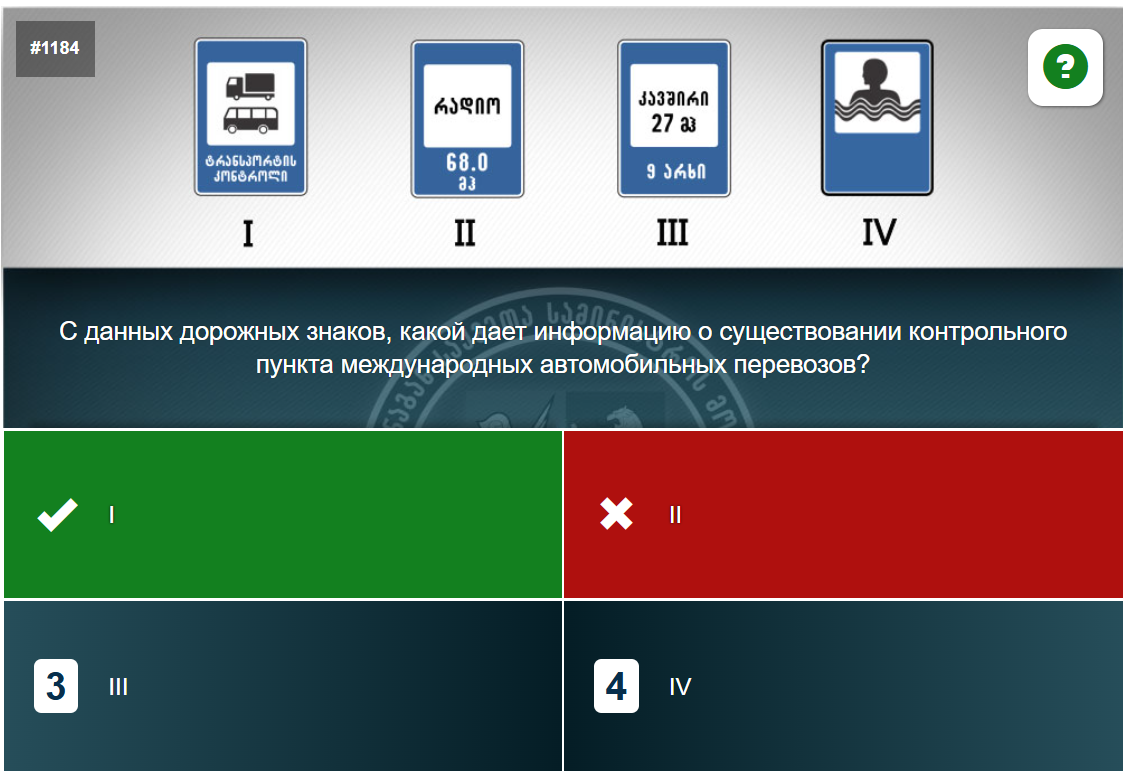 #1184
ტრანსპორტის
კონტროლი
რადიო
68.0
მჰ
კავშირი
27 მჰ
9 არხი
?
I
II
III
IV
С данных дорожных знаков, какой дает информацию о существовании контрольного
пункта международных автомобильных перевозов?
I
II
3
III
4
IV